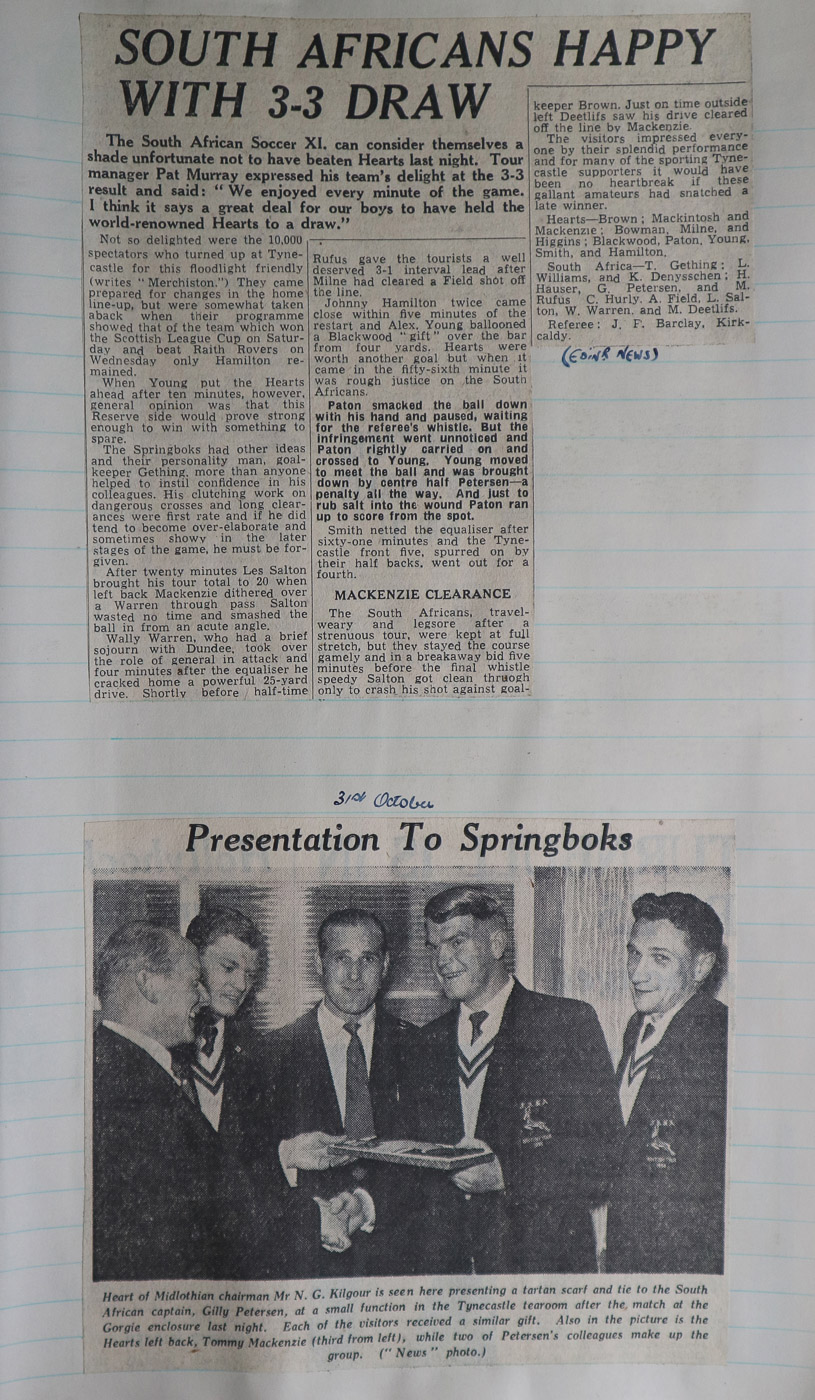 SOUTH AFRICANS HAPPY
WITH 3-3 DRAW
The South African Soccer XI. can consider themselves a
shade unfortunate not to have beaten Hearts last night. Tour
manager Pat Murray expressed his team's delight at the 3-3
result and said: "We enjoyed every minute of the game.
I think it says a great deal for our boys to have held the
world-renowned Hearts to a draw."
Not so delighted were the 10,000
spectators who turned up at Tyne-
castle for this floodlight friendly
(writes "Merchiston.") They came
prepared for changes in the home
line-up, but were somewhat taken
aback when their programme
showed that of the team which won
the Scottish League Cup on Satur-
day and beat Raith Rovers on
Wednesday only Hamilton re-
mained.
When Young put the Hearts
ahead after ten minutes, however,
general opinion was that this
Reserve side would prove strong
enough to win with something to
spare.
The Springboks had other ideas
and their personality man, goal-
keeper Gething, more than anyone
helped to instil confidence in his
colleagues. His clutching work on
dangerous crosses and long clear-
ances were first rate and if he did
tend to become over-elaborate and
sometimes showy in the later
stages of the game, he must be for-
given.
After twenty minutes Les Salton
brought his tour total to 20 when
left back Mackenzie dithered over
a Warren through pass Salton
wasted no time and smashed the
ball in from an acute angle.
Wally Warren, who had a brief
sojourn with Dundee, took over
the role of general in attack and
four minutes after the equaliser he
cracked home a powerful 25-yard
drive. Shortly before half-time
Rufus gave the tourists a well
deserved 3-1 interval lead after
Milne had cleared a Field shot off
the line.
Johnny Hamilton twice came
close within five minutes of the
restart and Alex. Young ballooned
a Blackwood "gift" over the bar
from four yards. Hearts were
worth another goal but when it
came in the fifty-sixth minute it
was rough justice on the South
Africans.
Paton smacked the ball down
with his hand and paused, waiting
for the referee's whistle. But the
infringement went unnoticed and
Paton rightly carried on and
crossed to Young. Young moved
to meet the ball and was brought
down by centre half Petersen—a
penalty all the way. And just to
rub salt into the wound Paton ran
up to score from the spot.
Smith netted the equaliser after
sixty-one minutes and the Tyne-
castle front five, spurred on by
their half backs, went out for a
fourth.
MACKENZIE CLEARANCE
The South Africans, travel-
weary and legsore after a
strenuous tour, were kept at full
stretch, but they stayed the course
gamely and in a breakaway bid five
minutes before the final whistle
speedy Salton got clean through
only to crash his shot against goal-
keeper Brown. Just on time outside
left Deetlifs saw his drive cleared
off the line by Mackenzie.
The visitors impressed every-
one by their splendid performance
and for many of the sporting Tyne-
castle supporters it would have
been no heartbreak if these
gallant amateurs had snatched a
late winner.
Hearts—Brown; Mackintosh and
Mackenzie; Bowman, Milne, and
Higgins; Blackwood, Paton, Young,
Smith, and Hamilton.
South Africa—T. Gething; L.
Williams, and K. Denysschen; H.
Hauser, G. Petersen, and M.
Rufus C. Hurly, A. Field, L. Sal-
ton, W. Warren, and M. Deetlifs.
Referee: J. F. Barclay, Kirk-
caldy.
(EDIN^R NEWS)
31st October
Presentation To Springboks
Heart of Midlothian chairman Mr N. G. Kilgour is seen here presenting a tartan scarf and tie to the South
African captain, Gilly Petersen, at a small function in the Tynecastle tearoom after the match at the
Gorgie enclosure last night. Each of the visitors received a similar gift. Also in the picture is the
Hearts left back, Tommy Mackenzie (third from left), while two of Petersen's colleagues make up the
group. ("News" photo.)